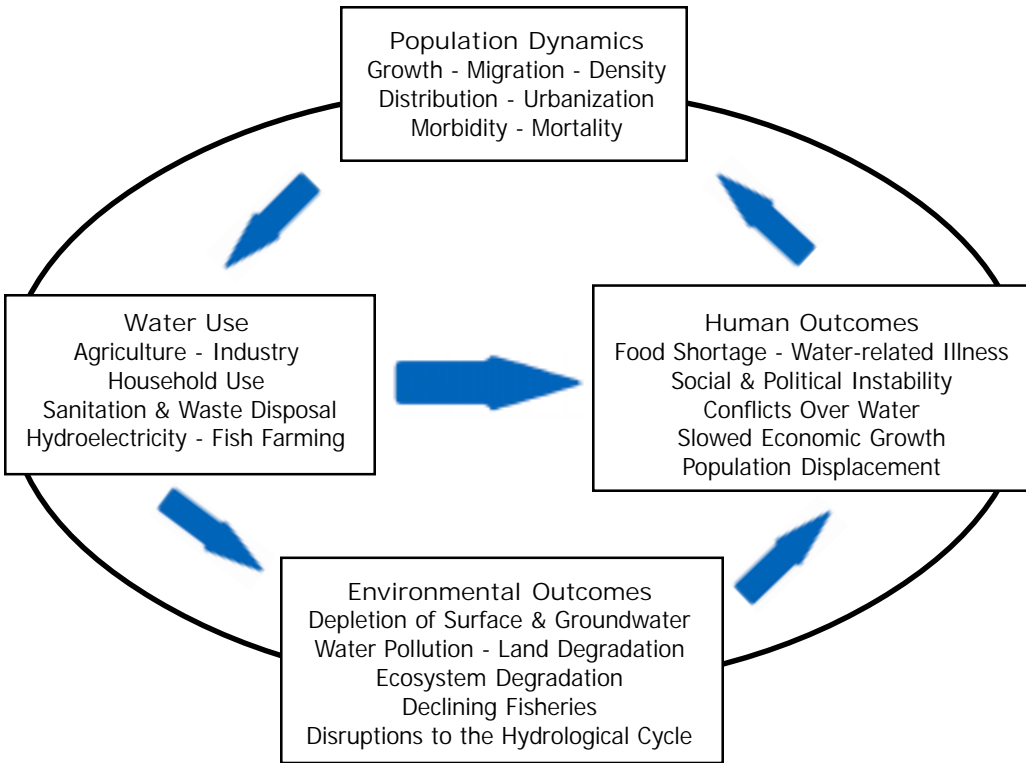 Population Dynamics
Growth - Migration - Density
Distribution - Urbanization
Morbidity - Mortality
Water Use
Agriculture - Industry
Household Use
Sanitation & Waste Disposal
Hydroelectricity - Fish Farming
Human Outcomes
Food Shortage - Water-related Illness
Social & Political Instability
Conflicts Over Water
Slowed Economic Growth
Population Displacement
Environmental Outcomes
Depletion of Surface & Groundwater
Water Pollution - Land Degradation
Ecosystem Degradation
Declining Fisheries
Disruptions to the Hydrological Cycle